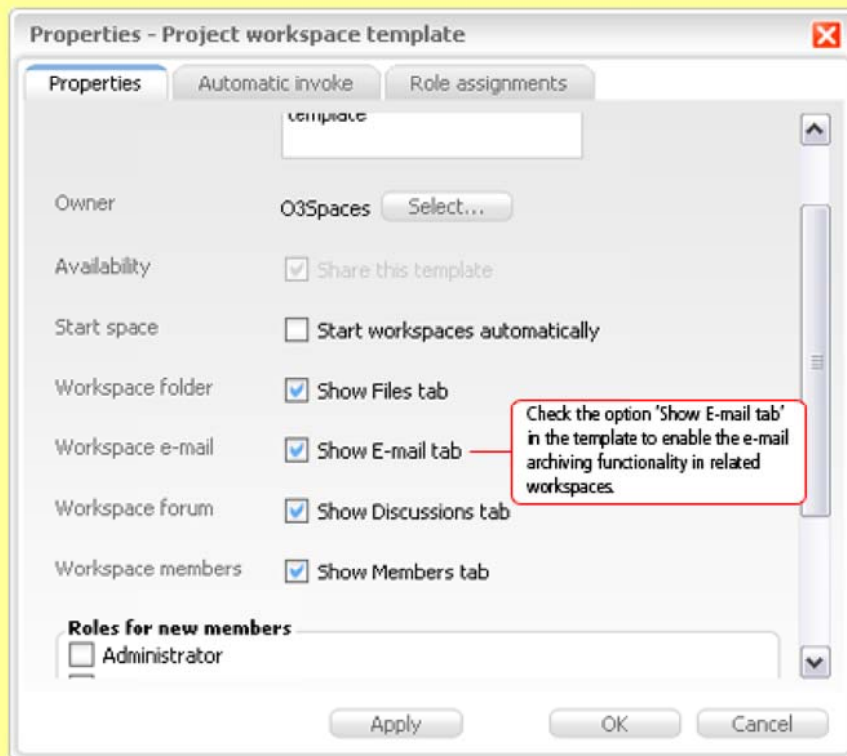 Properties - Project workspace template
Properties
Automatic invoke
Role assignments
template
Owner
O3Spaces
Select...
Availability
Share this template
Start space
Start workspaces automatically
Workspace folder
Show Files tab
Workspace e-mail
Show E-mail tab
Check the option 'Show E-mail tab'
in the template to enable the e-mail
archiving functionality in related
workspaces.
Workspace forum
Show Discussions tab
Workspace members
Show Members tab
Roles for new members
Administrator
Apply
OK
Cancel